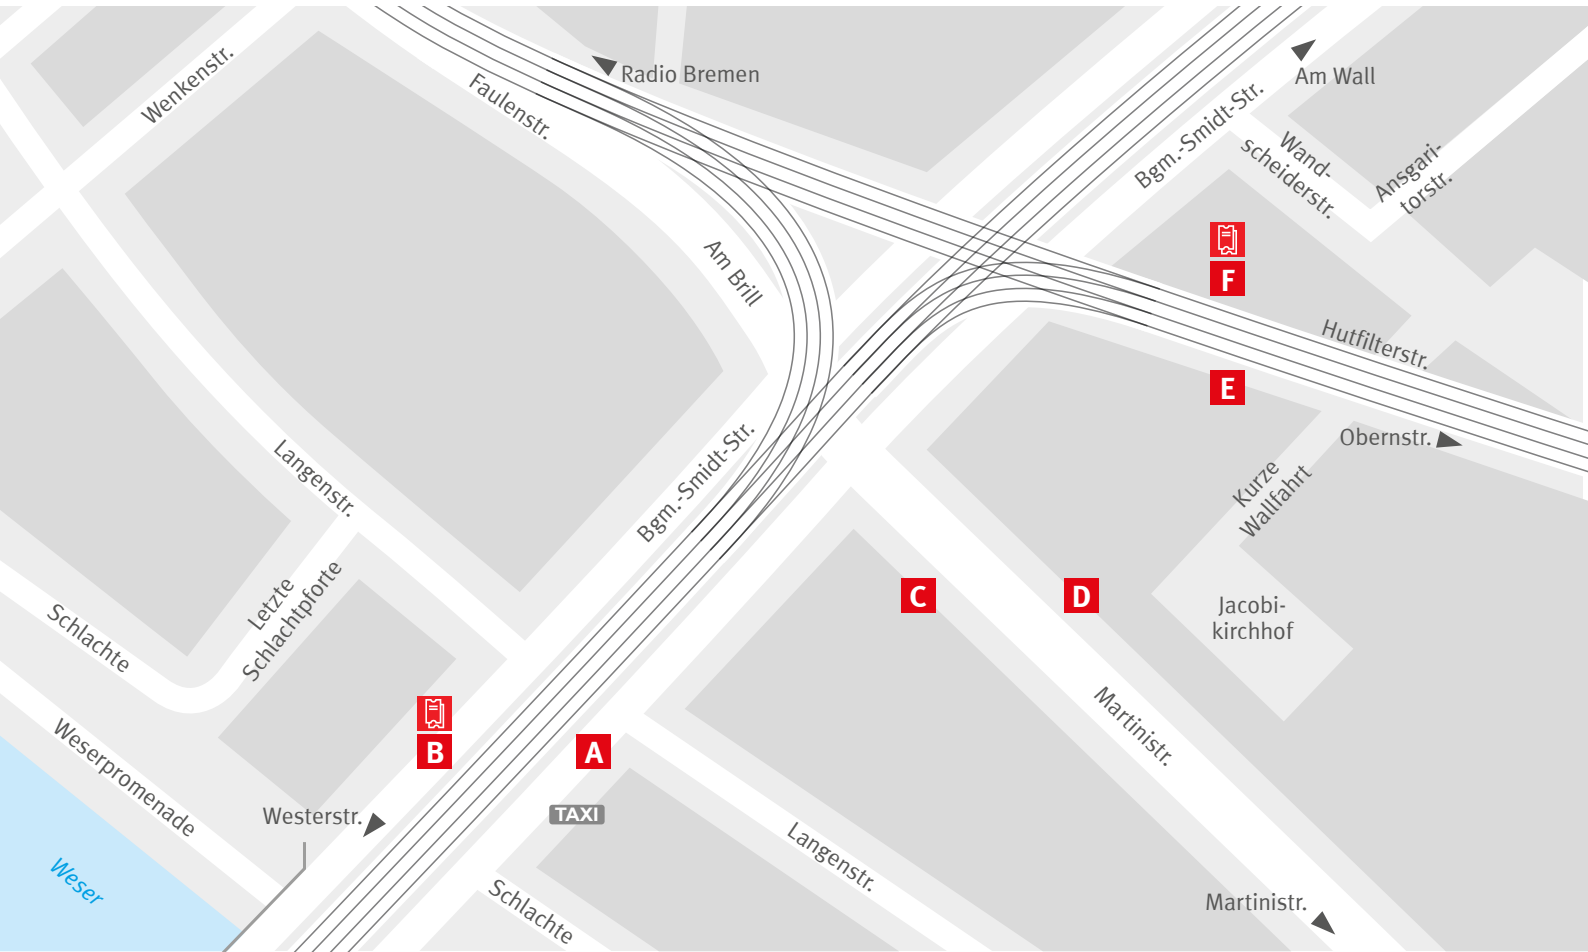 Radio Bremen
Am Wall
Wenkenstr.
Faulenstr.
Bgm.-Smidt-Str.
Wand-
scheiderstr.
Ansgari-
torstr.
Am Brill
F
Hutfilterstr.
E
Obernstr.
Langenstr.
Bgm.-Smidt-Str.
Kurze
Wallfahrt
Letzte
Schlachtpforte
C
D
Jacobi-
kirchhof
Schlachte
Martinistr.
Weserpromenade
B
A
Westerstr.
TAXI
Langenstr.
Weser
Schlachte
Martinistr.